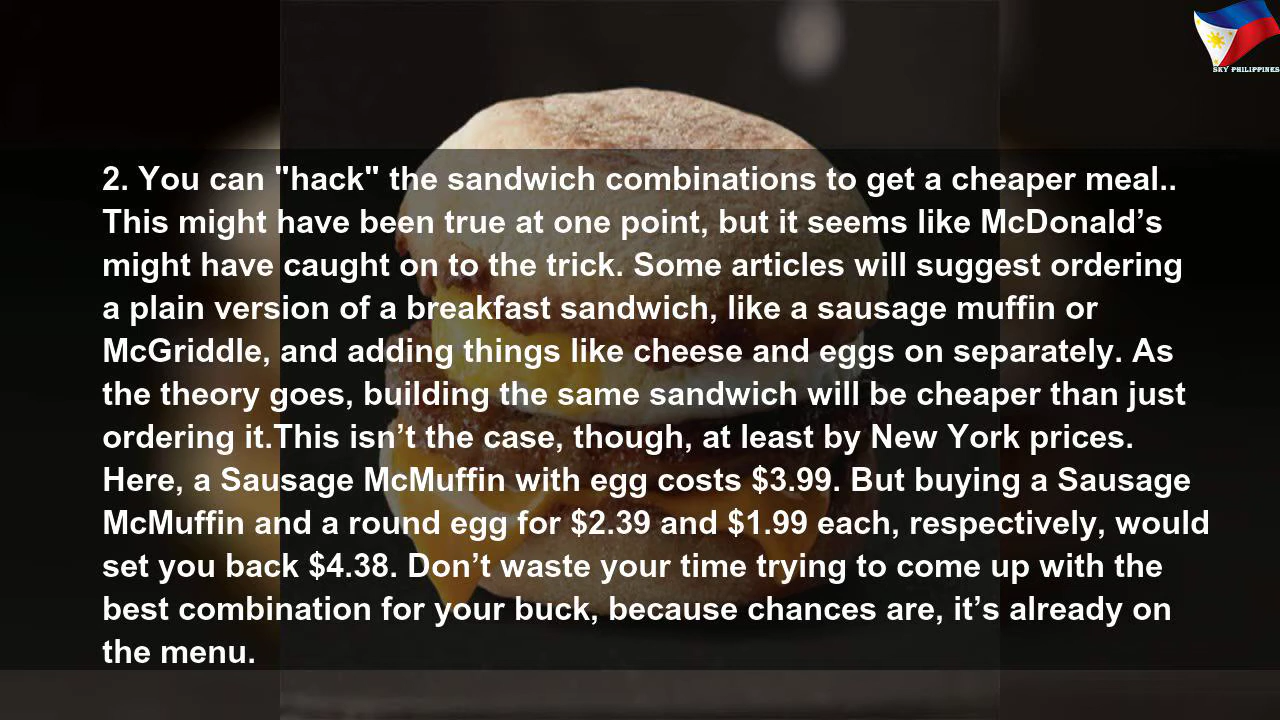 SKY PHILIPPINES
2. You can "hack" the sandwich combinations to get a cheaper meal..
This might have been true at one point, but it seems like McDonald’s
might have caught on to the trick. Some articles will suggest ordering
a plain version of a breakfast sandwich, like a sausage muffin or
McGriddle, and adding things like cheese and eggs on separately. As
the theory goes, building the same sandwich will be cheaper than just
ordering it.This isn’t the case, though, at least by New York prices.
Here, a Sausage McMuffin with egg costs $3.99. But buying a Sausage
McMuffin and a round egg for $2.39 and $1.99 each, respectively, would
set you back $4.38. Don’t waste your time trying to come up with the
best combination for your buck, because chances are, it’s already on
the menu.